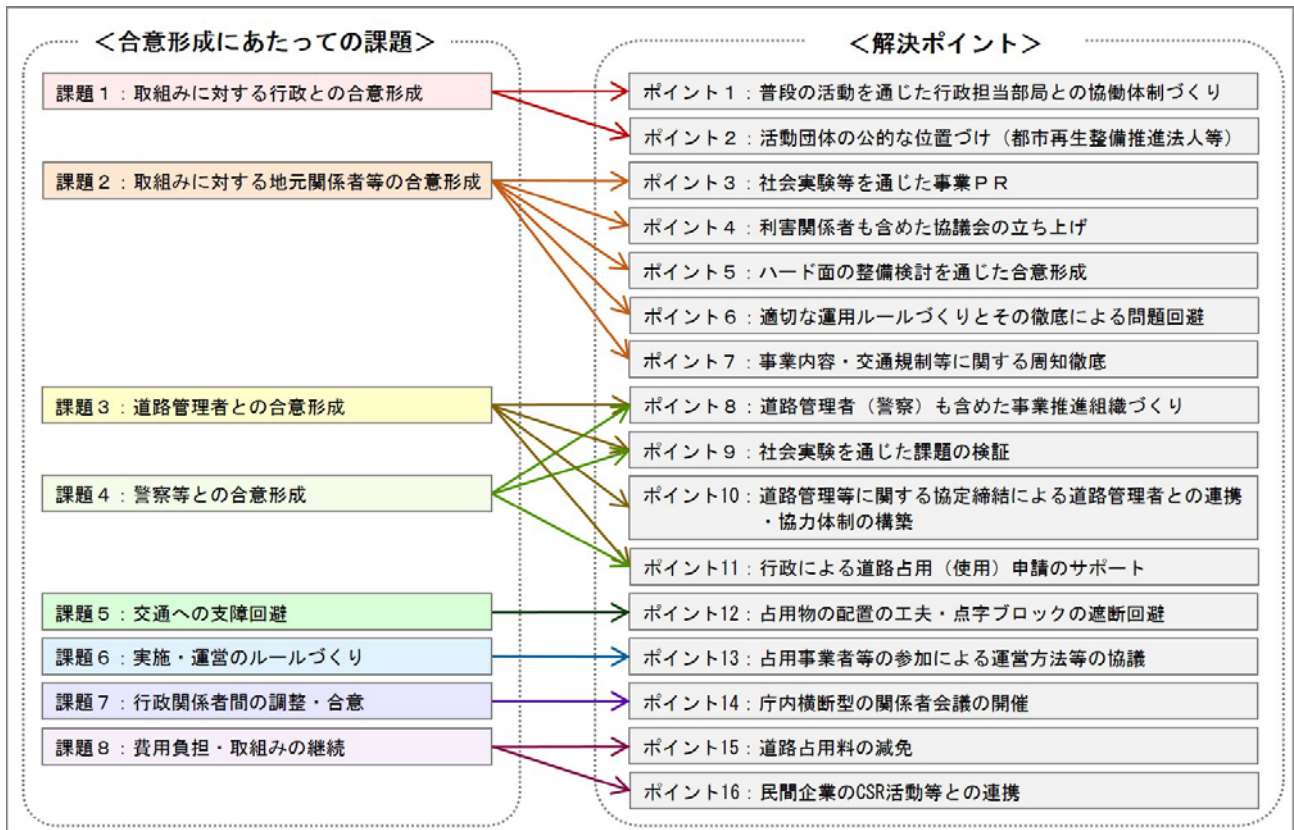 ＜合意形成にあたっての課題＞
課題１：取組みに対する行政との合意形成
課題２：取組みに対する地元関係者等の合意形成
課題３：道路管理者との合意形成
課題４：警察等との合意形成
課題５：交通への支障回避
課題６：実施・運営のルールづくり
課題７：行政関係者間の調整・合意
課題８：費用負担・取組みの継続
＜解決ポイント＞
ポイント１：普段の活動を通じた行政担当部局との協働体制づくり
ポイント２：活動団体の公的な位置づけ（都市再生整備推進法人等）
ポイント３：社会実験等を通じた事業ＰＲ
ポイント４：利害関係者も含めた協議会の立ち上げ
ポイント５：ハード面の整備検討を通じた合意形成
ポイント６：適切な運用ルールづくりとその徹底による問題回避
ポイント７：事業内容・交通規制等に関する周知徹底
ポイント８：道路管理者（警察）も含めた事業推進組織づくり
ポイント９：社会実験を通じた課題の検証
ポイント10：道路管理等に関する協定締結による道路管理者との連携
・協力体制の構築
ポイント11：行政による道路占用（使用）申請のサポート
ポイント12：占用物の配置の工夫・点字ブロックの遮断回避
ポイント13：占用事業者等の参加による運営方法等の協議
ポイント14：庁内横断型の関係者会議の開催
ポイント15：道路占用料の減免
ポイント16：民間企業のCSR活動等との連携